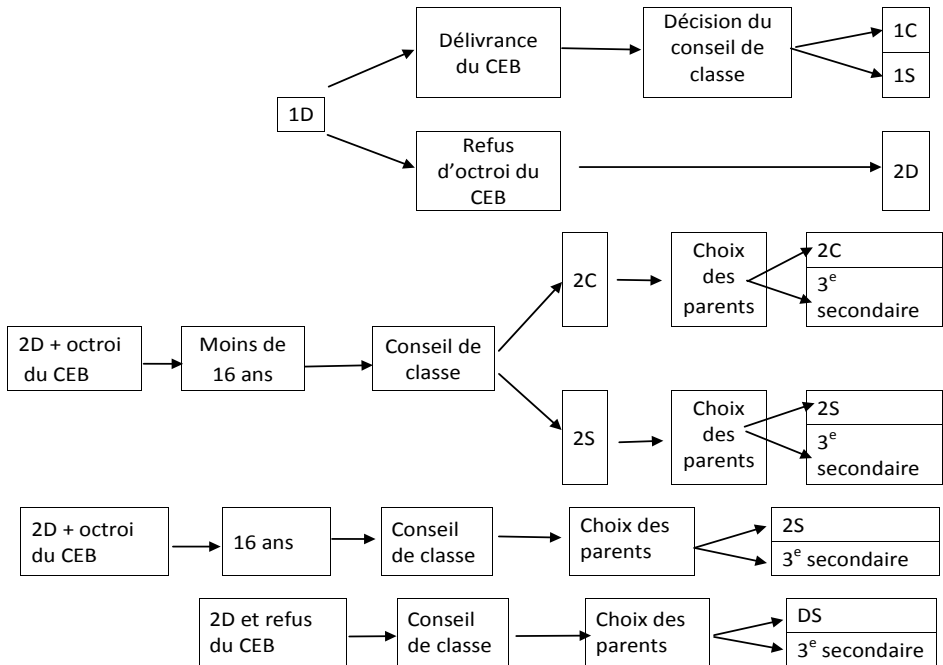 1D
Délivrance
du CEB
Décision du
conseil de
classe
1C
1S
Refus
d'octroi du
CEB
2D
2D + octroi
du CEB
Moins de
16 ans
Conseil de
classe
2C
Choix
des
parents
2C
3e
secondaire
2S
Choix
des
parents
2S
3e
secondaire
2D + octroi
du CEB
16 ans
Conseil
de classe
Choix des
parents
2S
3e secondaire
2D et refus
du CEB
Conseil
de classe
Choix des
parents
DS
3e secondaire